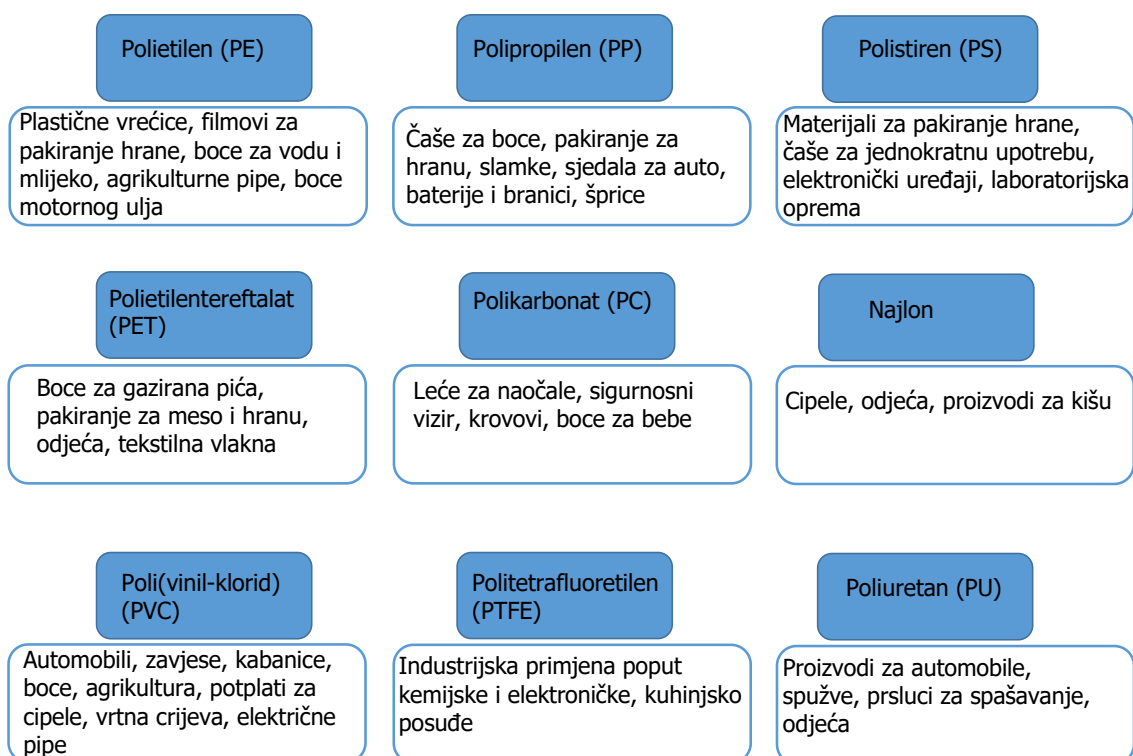 Polietilen (PE)
Plastične vrećice, filmovi za
pakiranje hrane, boce za vodu i
mlijeko, agrikulturne pipe, boce
motornog ulja
Polipropilen (PP)
Čaše za boce, pakiranje za
hranu, slamke, sjedala za auto,
baterije i branici, šprice
Polistiren (PS)
Materijali za pakiranje hrane,
čaše za jednokratnu upotrebu,
elektronički uređaji, laboratorijska
oprema
Polietilentereftalat
(PET)
Boce za gazirana pića,
pakiranje za meso i hranu,
odjeća, tekstilna vlakna
Polikarbonat (PC)
Leće za naočale, sigurnosni
vizir, krovovi, boce za bebe
Najlon
Cipele, odjeća, proizvodi za kišu
Poli(vinil-klorid)
(PVC)
Automobili, zavjese, kabanice,
boce, agrikultura, potplati za
cipele, vrtna crijeva, električne
pipe
Politetrafluoretilen
(PTFE)
Industrijska primjena poput
kemijske i elektroničke, kuhinjsko
posuđe
Poliuretan (PU)
Proizvodi za automobile,
spužve, prsluci za spašavanje,
odjeća